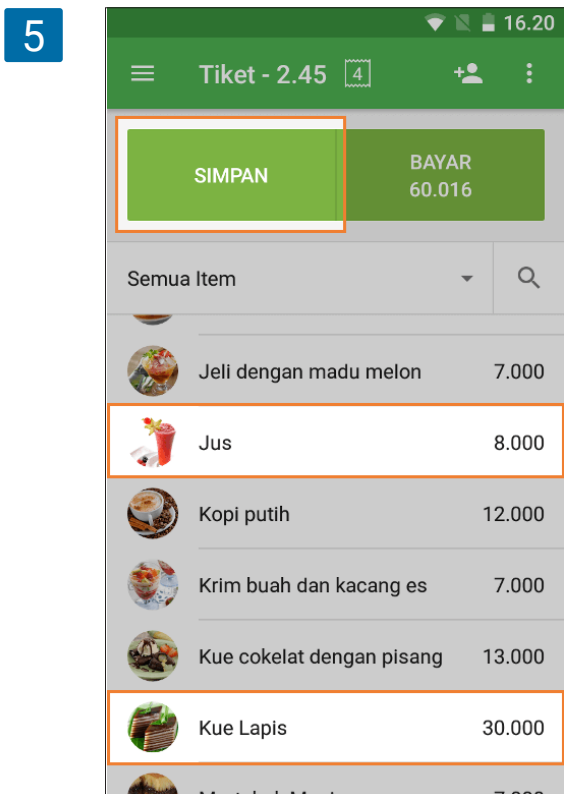 5
16.20
Tiket - 2.45 4
SIMPAN
BAYAR
60.016
Semua Item
Jeli dengan madu melon 7.000
Jus 8.000
Kopi putih 12.000
Krim buah dan kacang es 7.000
Kue cokelat dengan pisang 13.000
Kue Lapis 30.000